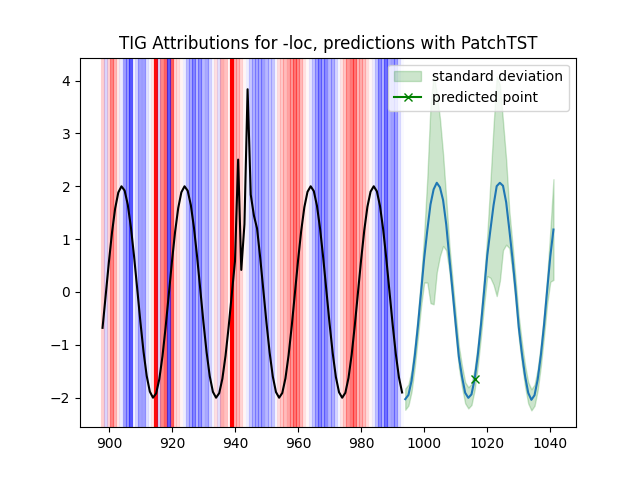 TIG Attributions for -loc, predictions with PatchTST
standard deviation
predicted point
4
3
2
1
0
−1
−2
900 920 940 960 980 1000 1020 1040